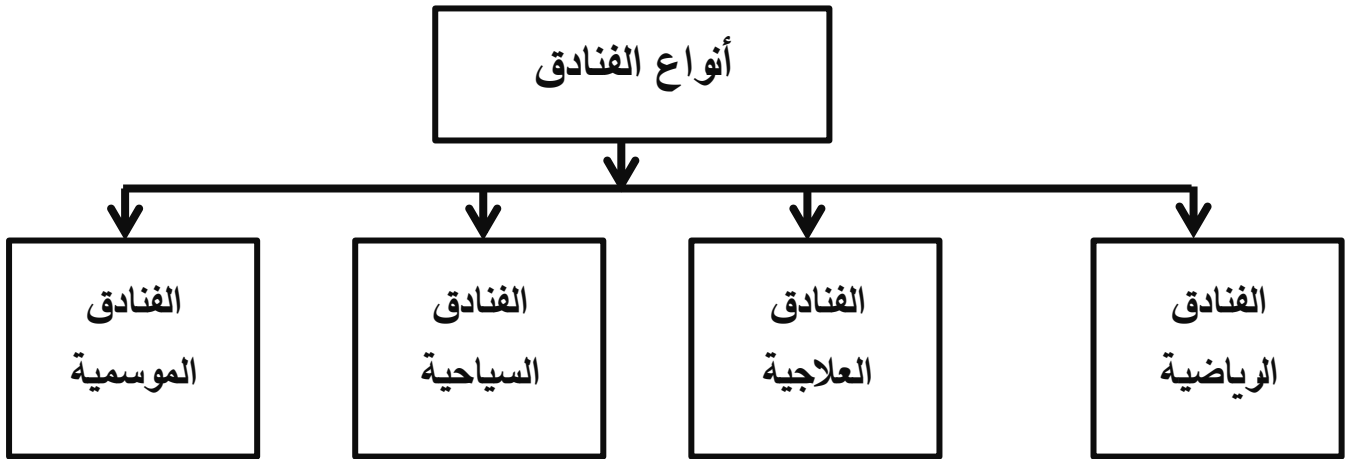 أنواع الفنادق
الفنادق
الرياضية
الفنادق
العلاجية
الفنادق
السياحية
الفنادق
الموسمية